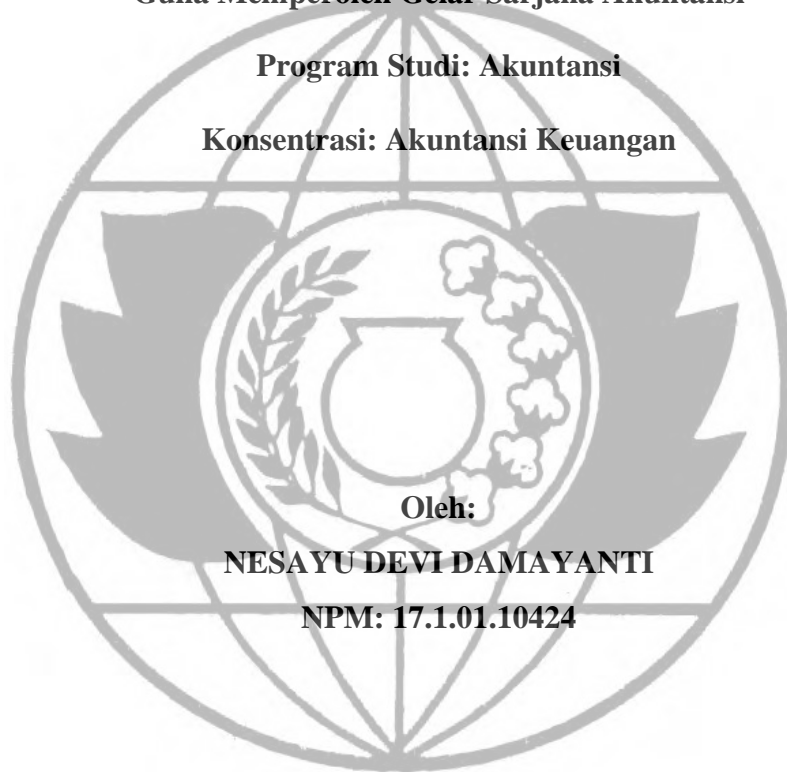 Guna Memperoleh Gelar Sarjana Akuntansi
Program Studi: Akuntansi
Konsentrasi: Akuntansi Keuangan
Oleh:
NESAYU DEVI DAMAYANTI
NPM: 17.1.01.10424